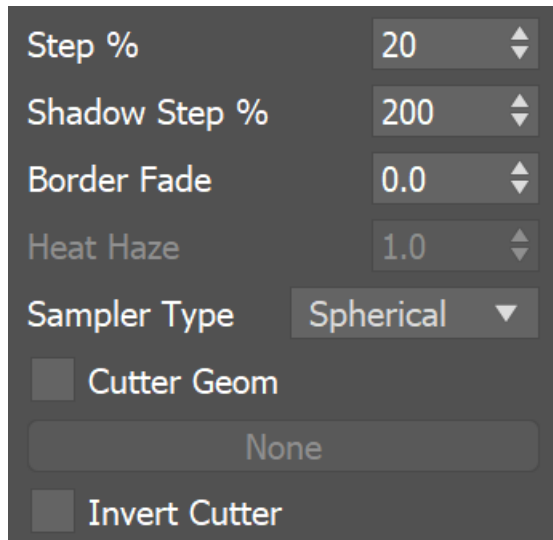 Step % 20
Shadow Step % 200
Border Fade 0.0
Heat Haze 1.0
Sampler Type Spherical
Cutter Geom
None
Invert Cutter